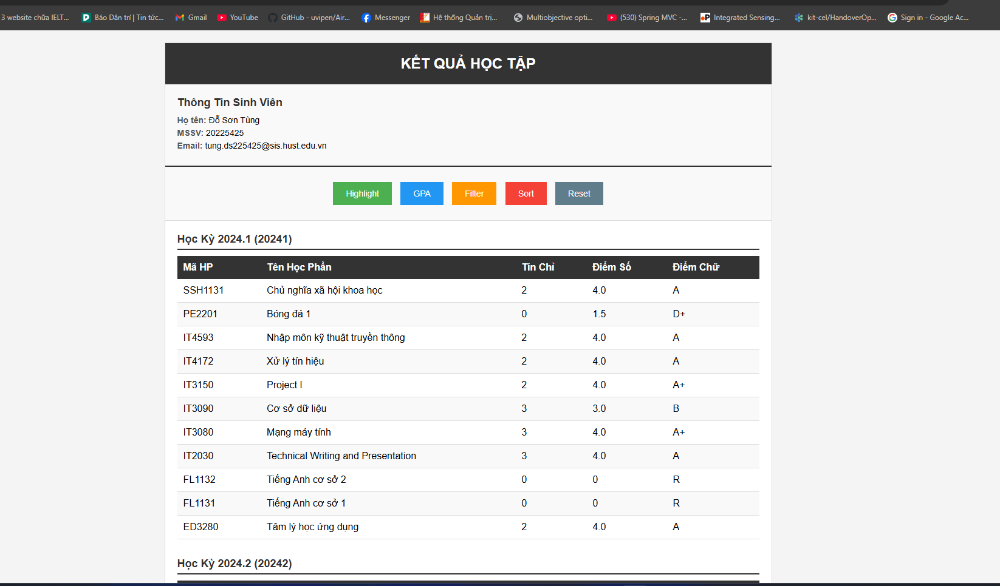 3 website chữa IELT... Báo Dân trí | Tin tức... Gmail YouTube GitHub - uvipen/Air... Messenger Hệ thống Quản trị... Multiobjective opti... (530) Spring MVC -... Integrated Sensing... kit-cel/HandoverOp... Sign in - Google Ac...
KẾT QUẢ HỌC TẬP
Thông Tin Sinh Viên
Họ tên: Đỗ Sơn Tùng
MSSV: 20225425
Email: tung.ds225425@sis.hust.edu.vn
Highlight GPA Filter Sort Reset
Học Kỳ 2024.1 (20241)
Mã HP Tên Học Phần Tín Chỉ Điểm Số Điểm Chữ
SSH1131 Chủ nghĩa xã hội khoa học 2 4.0 A
PE2201 Bóng đá 1 0 1.5 D+
IT4593 Nhập môn kỹ thuật truyền thông 2 4.0 A
IT4172 Xử lý tín hiệu 2 4.0 A
IT3150 Project I 2 4.0 A+
IT3090 Cơ sở dữ liệu 3 3.0 B
IT3080 Mạng máy tính 3 4.0 A+
IT2030 Technical Writing and Presentation 3 4.0 A
FL1132 Tiếng Anh cơ sở 2 0 0 R
FL1131 Tiếng Anh cơ sở 1 0 0 R
ED3280 Tâm lý học ứng dụng 2 4.0 A
Học Kỳ 2024.2 (20242)